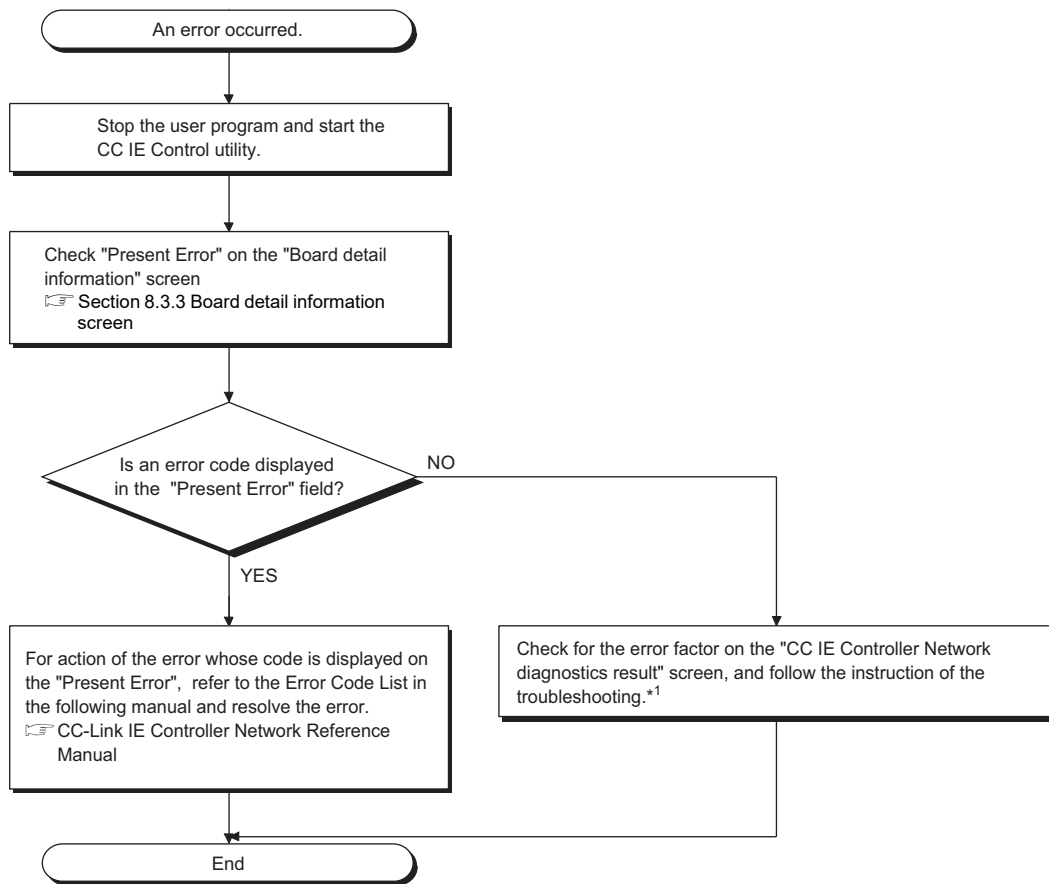 An error occurred.
Stop the user program and start the
CC IE Control utility.
Check "Present Error" on the "Board detail
information" screen
☞ Section 8.3.3 Board detail information
screen
Is an error code displayed
in the "Present Error" field?
NO
YES
For action of the error whose code is displayed on
the "Present Error", refer to the Error Code List in
the following manual and resolve the error.
☞ CC-Link IE Controller Network Reference
Manual
Check for the error factor on the "CC IE Controller Network
diagnostics result" screen, and follow the instruction of the
troubleshooting.*1
End